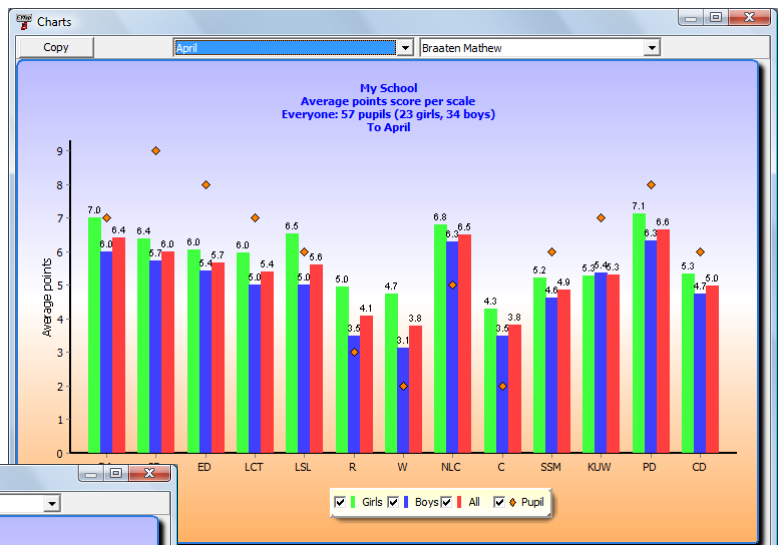 Charts
Copy
April
Braaten Mathew
My School
Average points score per scale
Everyone: 57 pupils (23 girls, 34 boys)
To April
Average points
9
8
7
6
5
4
3
2
1
0
7.0 6.0 6.4
6.4 5.7 6.0
6.0 5.4 5.7
6.0 5.0 5.4
6.5 5.0 5.6
5.0 3.5 4.1
4.7 3.1 3.8
6.8 6.3 6.5
4.3 3.5 3.8
5.2 4.6 4.9
5.3 5.4 5.3
7.1 6.3 6.6
5.3 4.7 5.0
ED LCT LSL R W NLC C SSM KUW PD CD
Girls Boys All Pupil